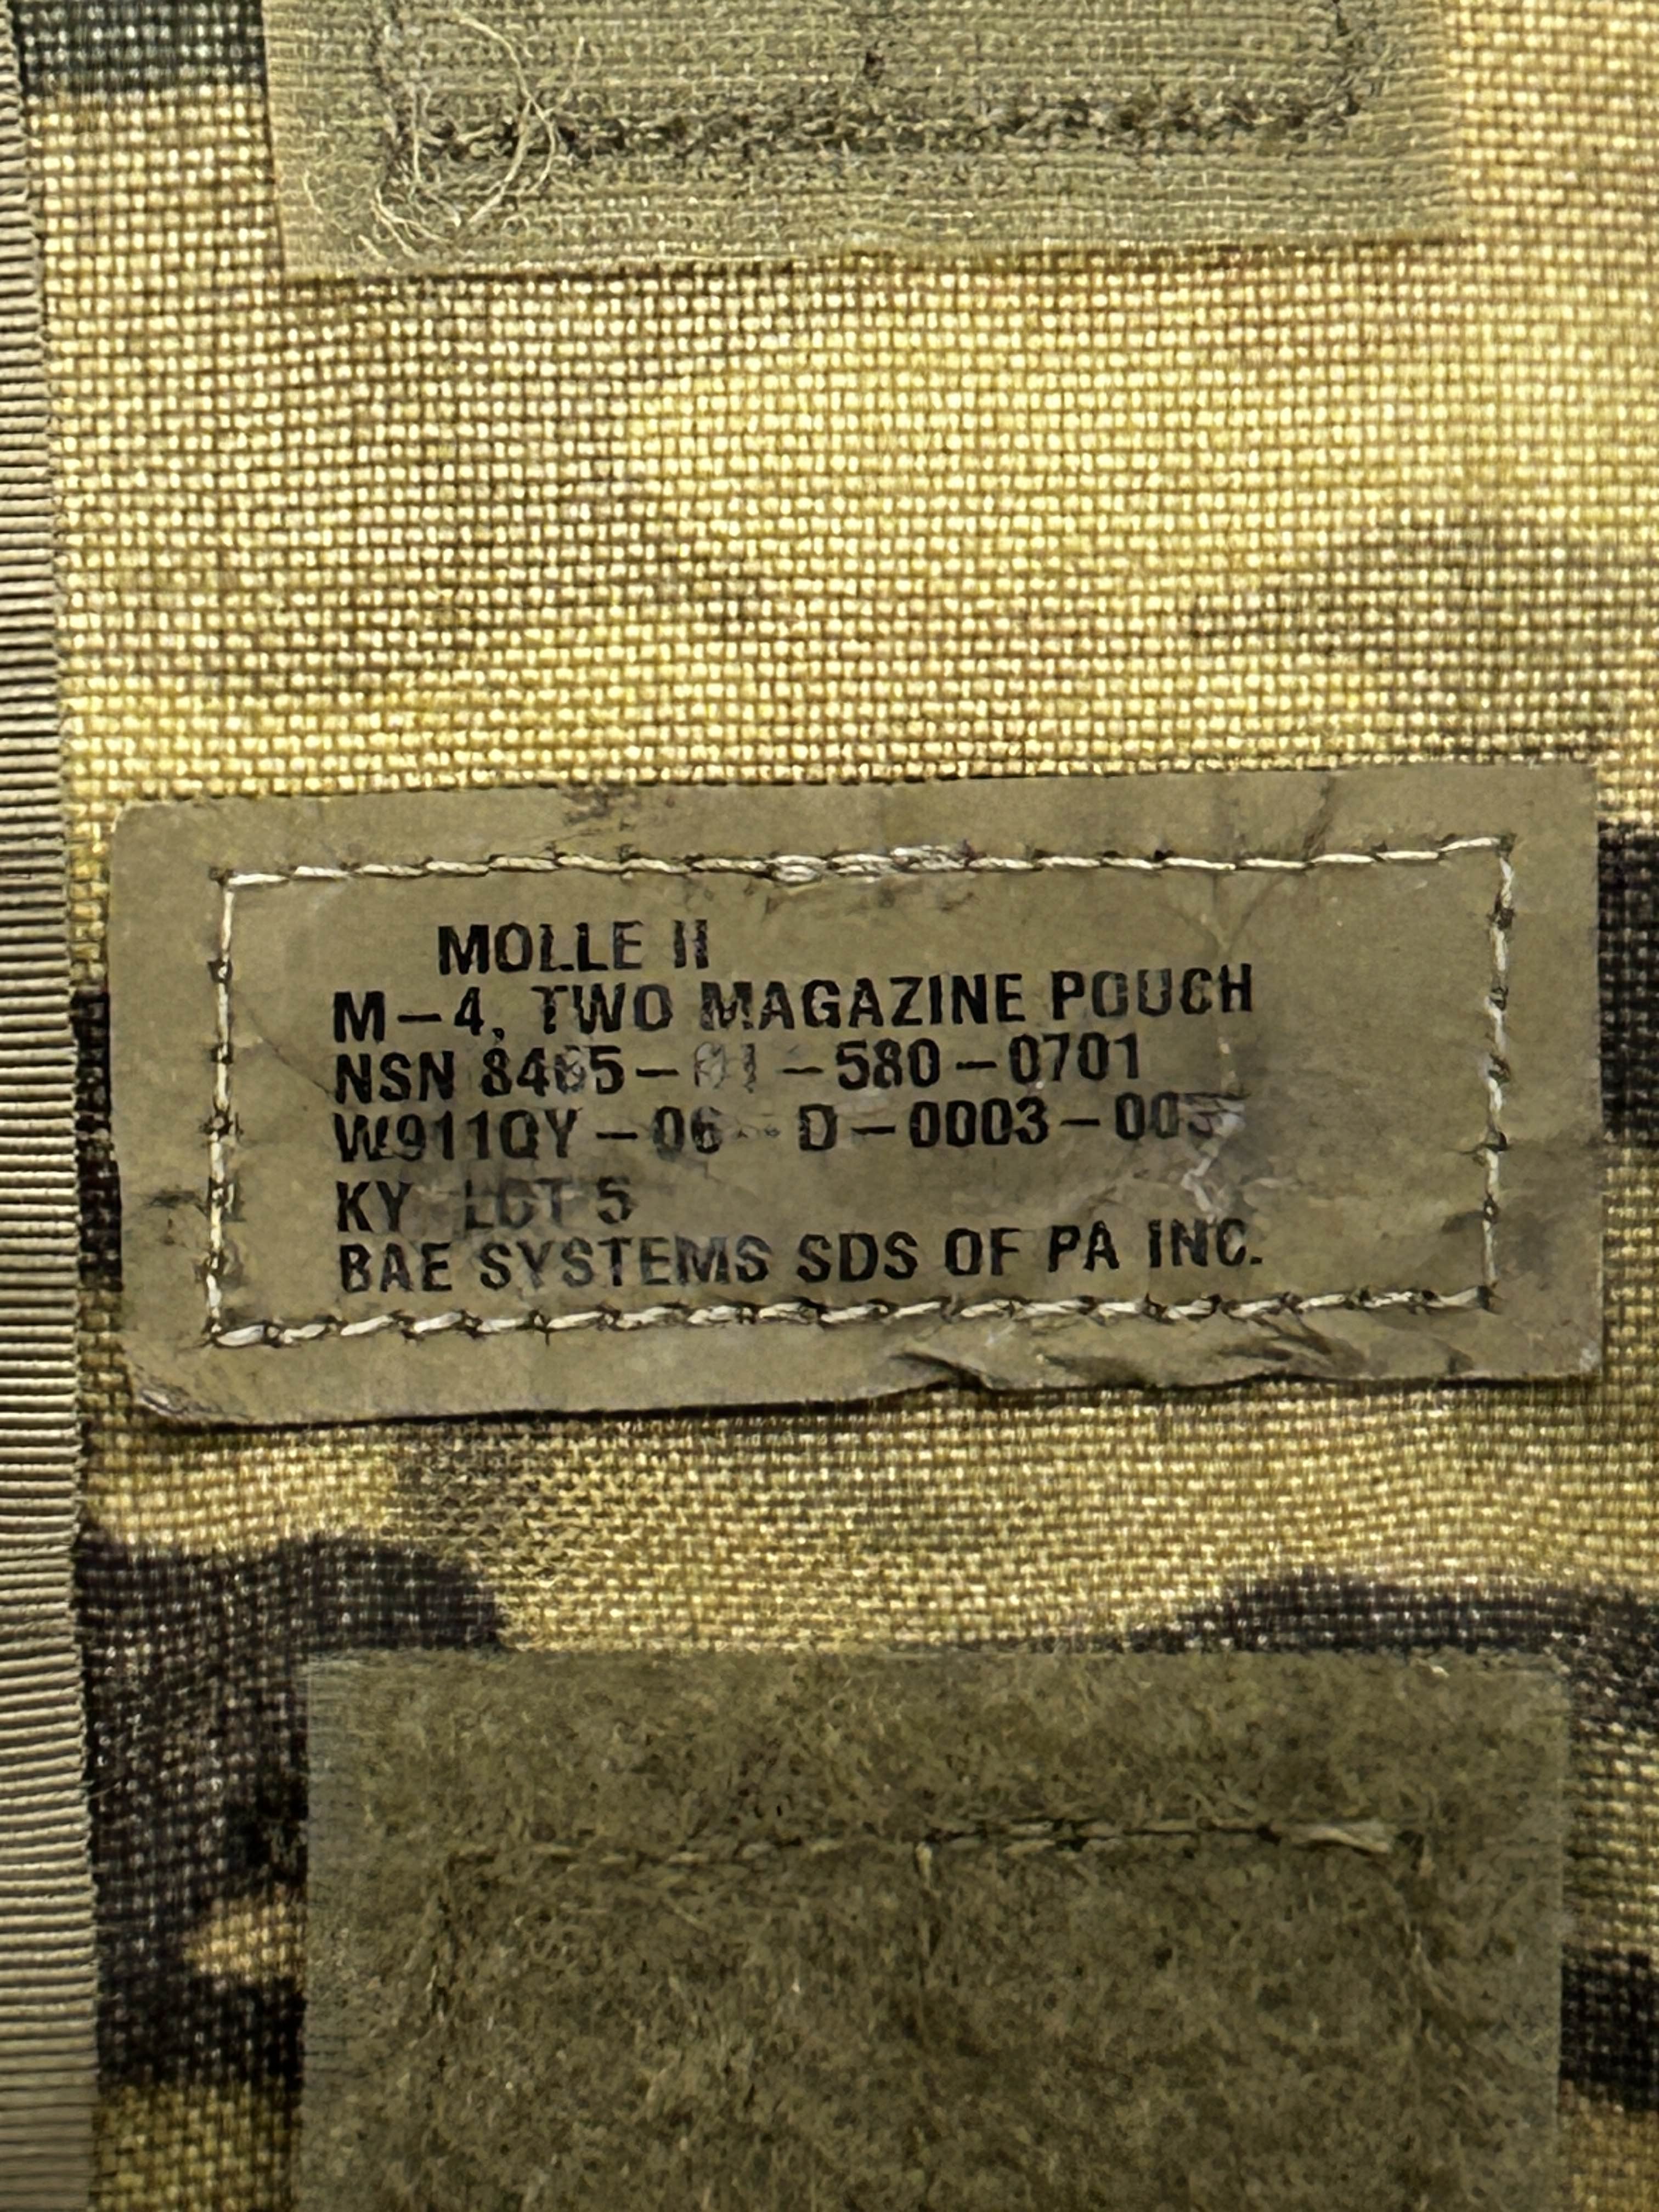 MOLLE II
M-4, TWO MAGAZINE POUCH
NSN 8465-01-580-0701
W911QY-06-D-0003-
KY LOT 5
BAE SYSTEMS SDS OF PA INC.